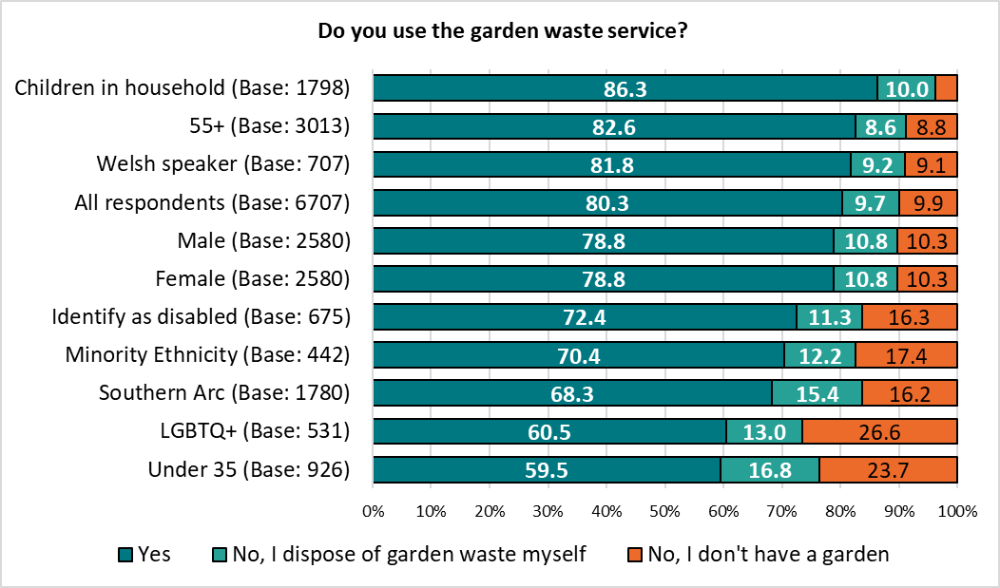 Do you use the garden waste service?
Children in household (Base: 1798) 86.3 10.0
55+ (Base: 3013) 82.6 8.6 8.8
Welsh speaker (Base: 707) 81.8 9.2 9.1
All respondents (Base: 6707) 80.3 9.7 9.9
Male (Base: 2580) 78.8 10.8 10.3
Female (Base: 2580) 78.8 10.8 10.3
Identify as disabled (Base: 675) 72.4 11.3 16.3
Minority Ethnicity (Base: 442) 70.4 12.2 17.4
Southern Arc (Base: 1780) 68.3 15.4 16.2
LGBTQ+ (Base: 531) 60.5 13.0 26.6
Under 35 (Base: 926) 59.5 16.8 23.7
0% 10% 20% 30% 40% 50% 60% 70% 80% 90% 100%
Yes No, I dispose of garden waste myself No, I don't have a garden